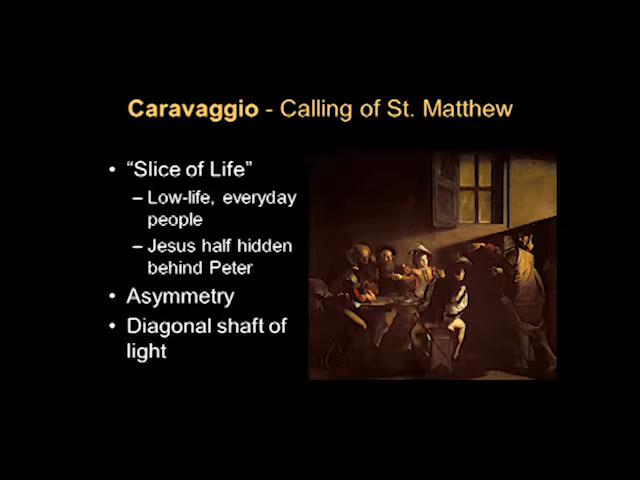 Caravaggio - Calling of St. Matthew
• “Slice of Life”
– Low-life, everyday
people
– Jesus half hidden
behind Peter
• Asymmetry
• Diagonal shaft of
light